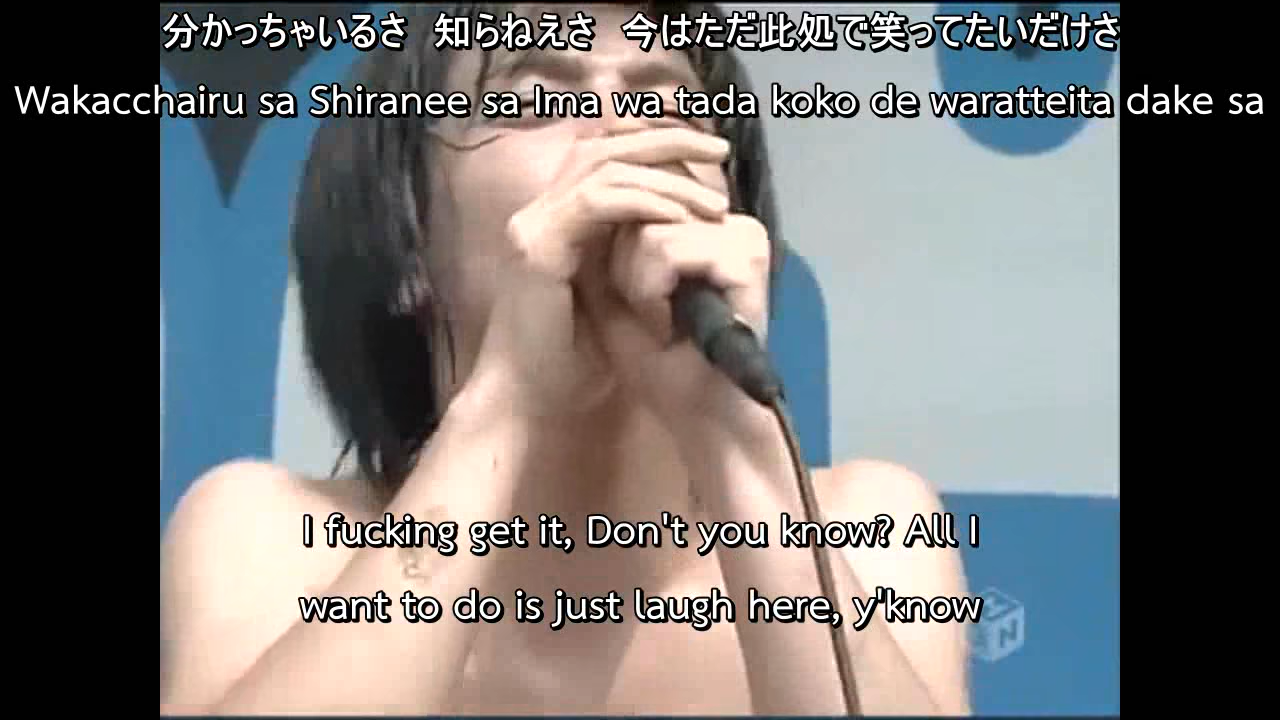 分かっちゃいるさ　知らねえさ　今はただ此処で笑ってたいだけさ
Wakacchairu sa Shiranee sa Ima wa tada koko de waratteita dake sa
I fucking get it, Don't you know? All I
want to do is just laugh here, y'know